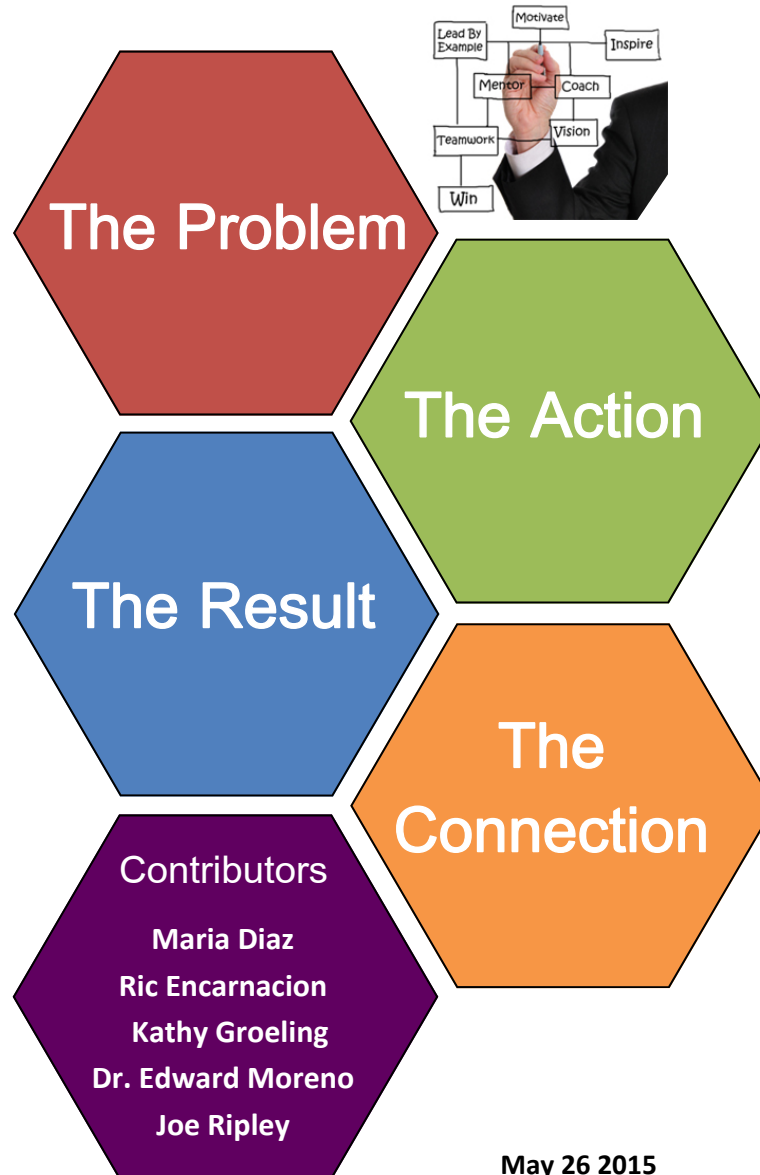 Motivate
Lead By
Example
Inspire
Mentor
Coach
Teamwork
Vision
Win
The Problem
The Action
The Result
The
Connection
Contributors
Maria Diaz
Ric Encarnacion
Kathy Groeling
Dr. Edward Moreno
Joe Ripley
May 26 2015